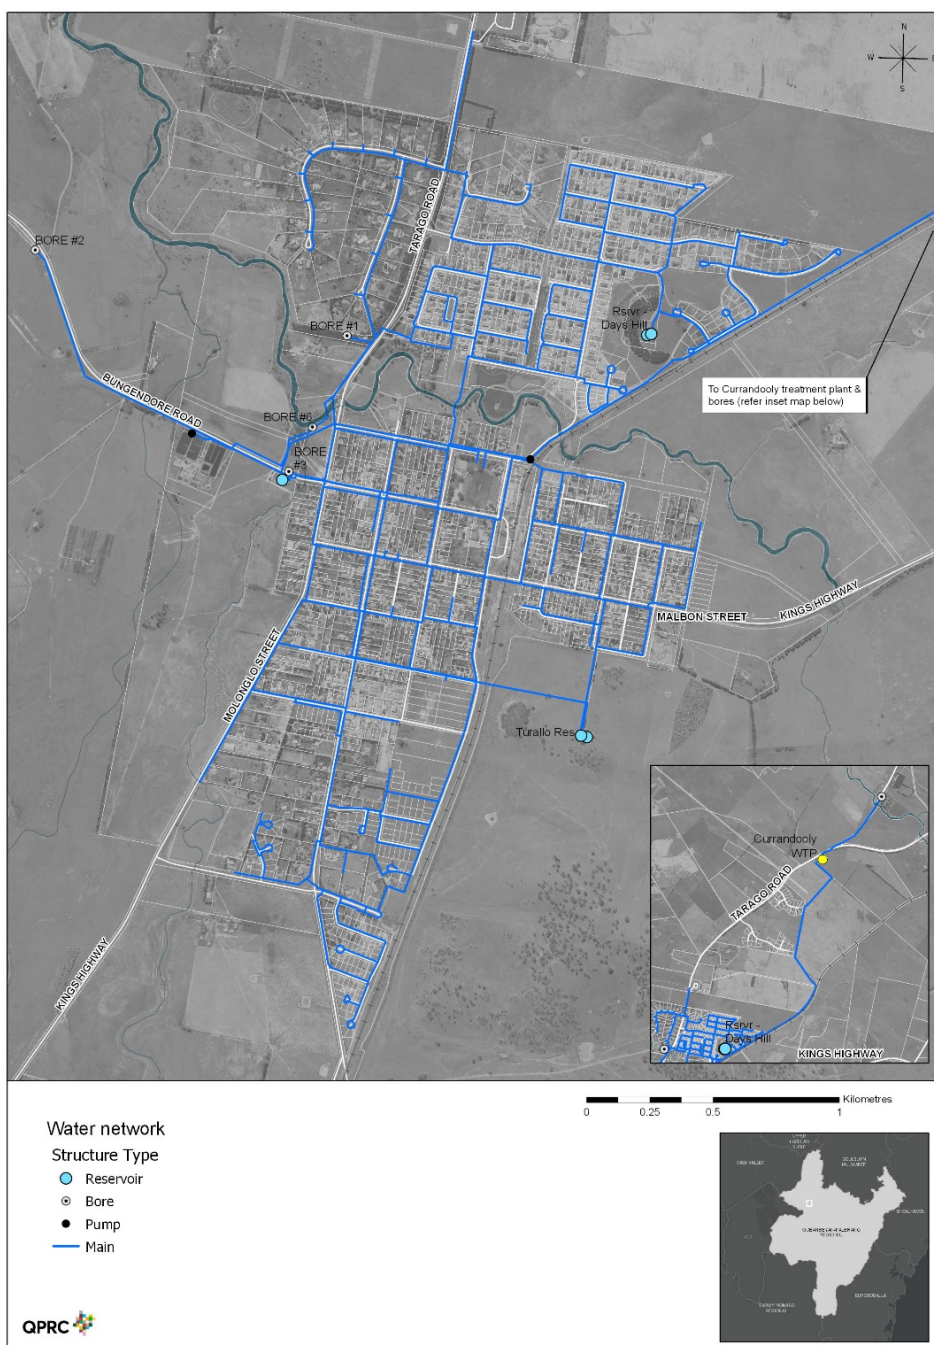 N
W
S
TARAGO ROAD
BORE #2
BORE #1
Rsrvr -
Days Hill
To Currandooly treatment plant &
bores (refer inset map below)
BUNGENDORE ROAD
BORE #6
BORE
#3
MALBON STREET
KINGS HIGHWAY
MOLONGLO STREET
Turallo Res
KINGS HIGHWAY
Currandooly
WTP
TARAGO ROAD
Rsrvr -
Days Hill
KINGS HIGHWAY
Kilometres
0 0.25 0.5 1
Water network
Structure Type
Reservoir
Bore
Pump
Main
QPRC